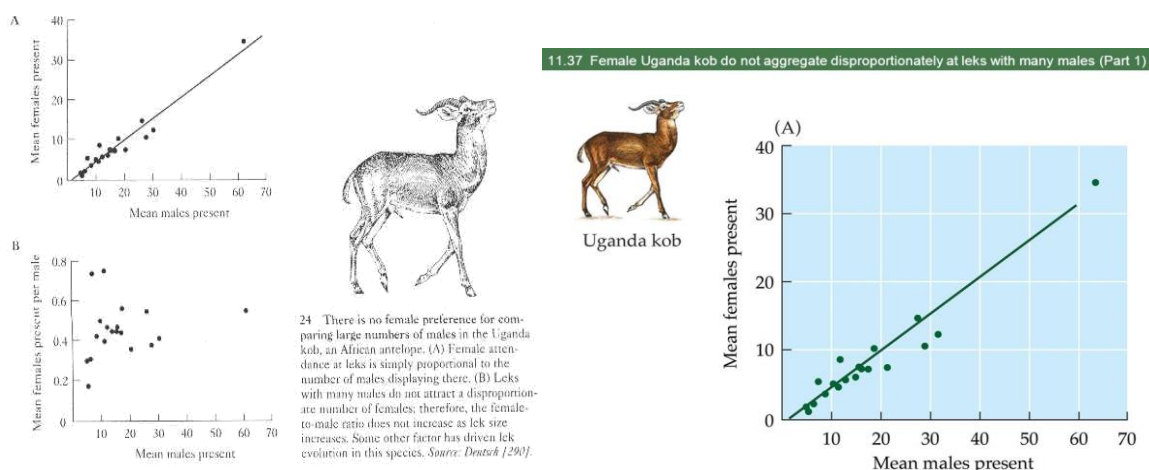 A
40
30
20
10
0
Mean females present
10 20 30 40 50 60 70
Mean males present
B
0.8
0.6
0.4
0.2
0
Mean females present per male
10 20 30 40 50 60 70
Mean males present
24 There is no female preference for com-
paring large numbers of males in the Uganda
kob, an African antelope. (A) Female atten-
dance at leks is simply proportional to the
number of males displaying there. (B) Leks
with many males do not attract a disproportion-
ate number of females; therefore, the female-
to-male ratio does not increase as lek size
increases. Some other factor has driven lek
evolution in this species. Source: Deutsch [290].
11.37 Female Uganda kob do not aggregate disproportionately at leks with many males (Part 1)
Uganda kob
(A)
40
30
20
10
0
Mean females present
10 20 30 40 50 60 70
Mean males present